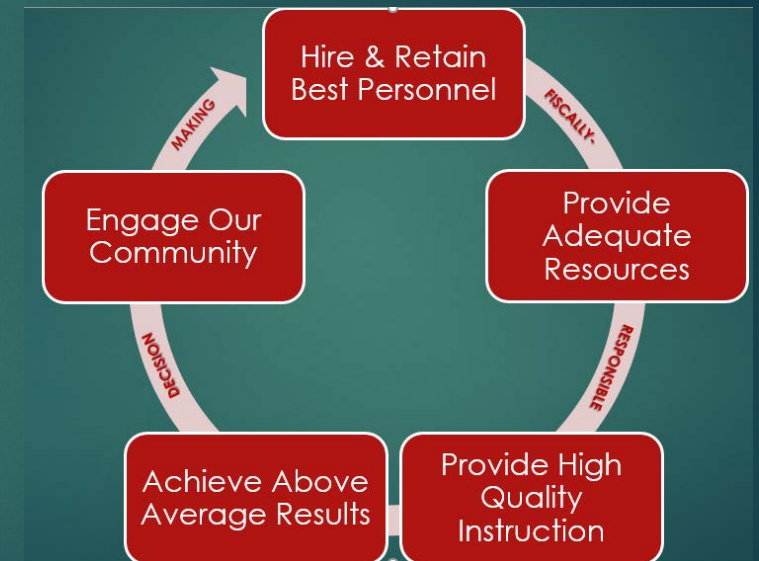 Hire & Retain
Best Personnel
FISCALLY-
Provide
Adequate
Resources
RESPONSIBLE
Provide High
Quality
Instruction
Achieve Above
Average Results
DECISION
Engage Our
Community
MAKING